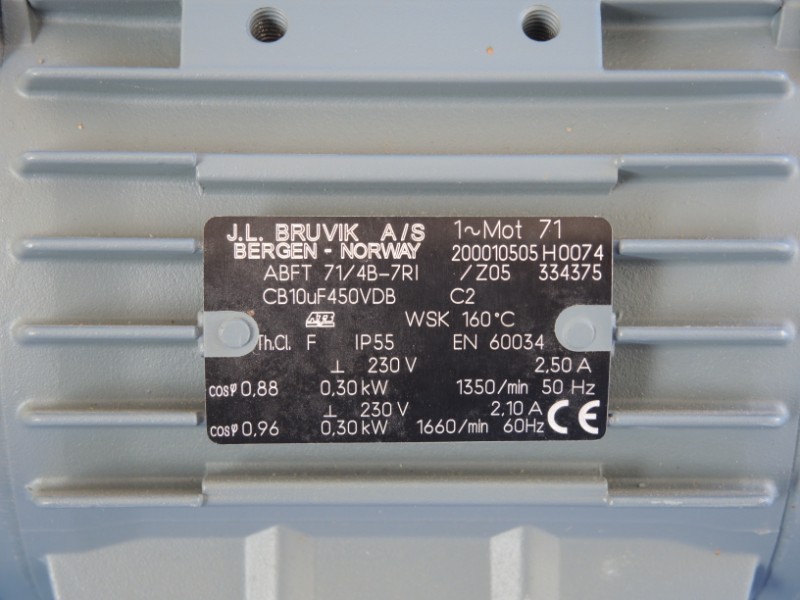 J.L. BRUVIK A/S 1~Mot 71
BERGEN - NORWAY 200010505 H0074
ABFT 71/4B-7RI /Z05 334375
CB10uF450VDB C2
WSK 160°C
Th.Cl. F IP55 EN 60034
⊥ 230 V 2,50 A
cosφ 0,88 0,30 kW 1350/min 50 Hz
⊥ 230 V 2,10 A
cosφ 0,96 0,30 kW 1660/min 60Hz CE